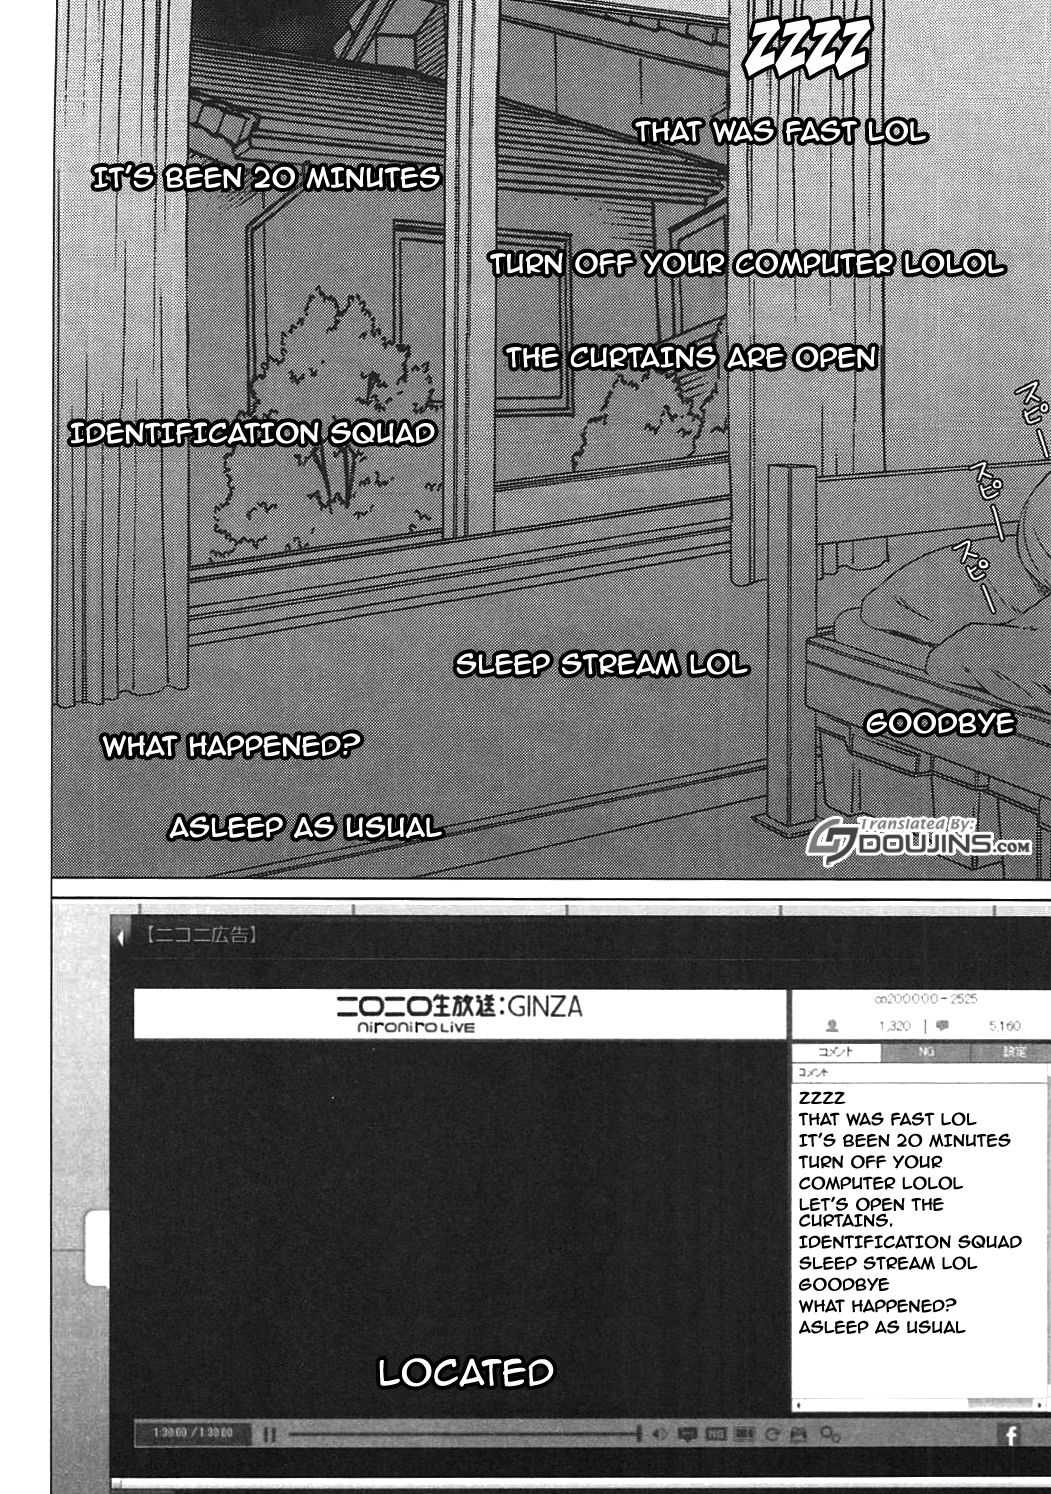 ZZZZ
THAT WAS FAST LOL
IT'S BEEN 20 MINUTES
TURN OFF YOUR COMPUTER LOLOL
THE CURTAINS ARE OPEN
スピー
IDENTIFICATION SQUAD
スピー
スピー
SLEEP STREAM LOL
GOODBYE
WHAT HAPPENED?
ASLEEP AS USUAL
Translated By:
DOUJINS.COM
【ニコニ広告】
ニロニロ生放送:GINZA
nironiro LIVE
co200000-2525
1,320 | 5,160
コメント NG 設定
コメント
ZZZZ
THAT WAS FAST LOL
IT'S BEEN 20 MINUTES
TURN OFF YOUR
COMPUTER LOLOL
LET'S OPEN THE
CURTAINS.
IDENTIFICATION SQUAD
SLEEP STREAM LOL
GOODBYE
WHAT HAPPENED?
ASLEEP AS USUAL
LOCATED
1:30:00 / 1:30:00
f